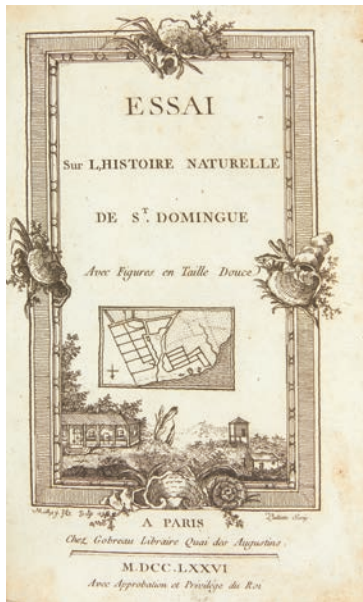 ESSAI
Sur L'HISTOIRE NATURELLE
DE S.T DOMINGUE
Avec Figures en Taille Douce
A PARIS
Chez Gobreau Libraire Quai des Augustins.
M.DCC.LXXVI
Avec Approbation et Privilége du Roi